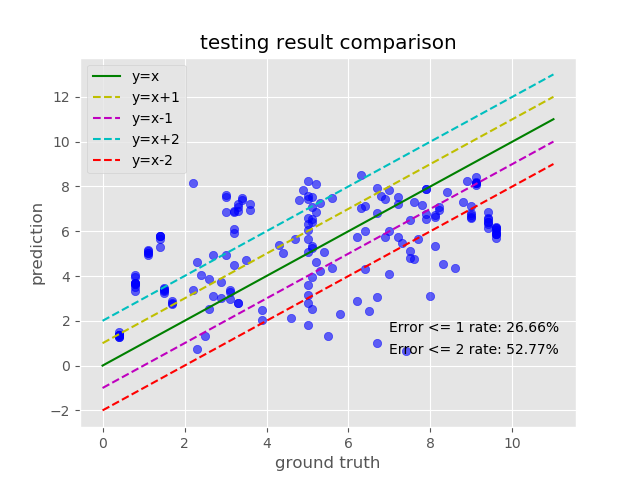 testing result comparison
y=x
y=x+1
y=x-1
y=x+2
y=x-2
12
10
8
6
4
2
0
−2
prediction
Error <= 1 rate: 26.66%
Error <= 2 rate: 52.77%
0 2 4 6 8 10
ground truth